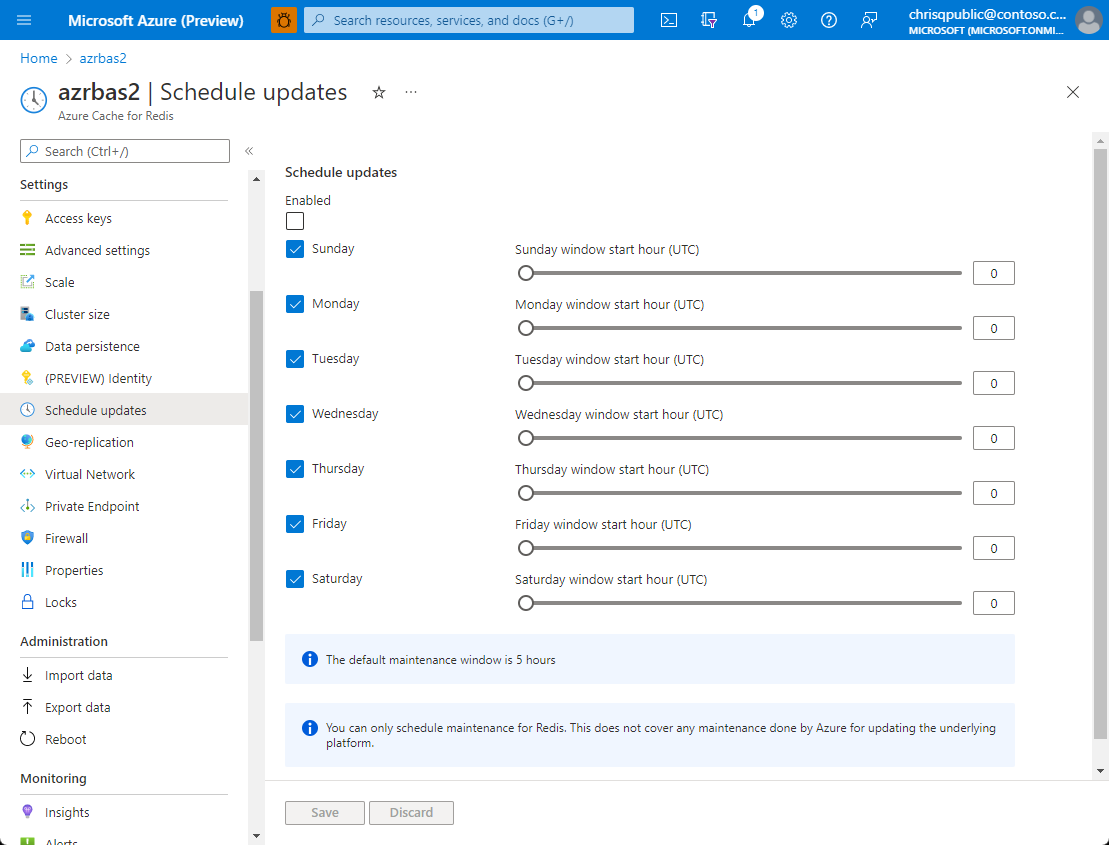 Microsoft Azure (Preview)
Search resources, services, and docs (G+/)
1
chrisqpublic@contoso.c...
MICROSOFT (MICROSOFT.ONMI...
Home > azrbas2
azrbas2 | Schedule updates
Azure Cache for Redis
Search (Ctrl+/)
Settings
Access keys
Advanced settings
Scale
Cluster size
Data persistence
(PREVIEW) Identity
Schedule updates
Geo-replication
Virtual Network
Private Endpoint
Firewall
Properties
Locks
Administration
Import data
Export data
Reboot
Monitoring
Insights
Alerts
Schedule updates
Enabled
Sunday
Sunday window start hour (UTC)
0
Monday
Monday window start hour (UTC)
0
Tuesday
Tuesday window start hour (UTC)
0
Wednesday
Wednesday window start hour (UTC)
0
Thursday
Thursday window start hour (UTC)
0
Friday
Friday window start hour (UTC)
0
Saturday
Saturday window start hour (UTC)
0
The default maintenance window is 5 hours
You can only schedule maintenance for Redis. This does not cover any maintenance done by Azure for updating the underlying
platform.
Save
Discard